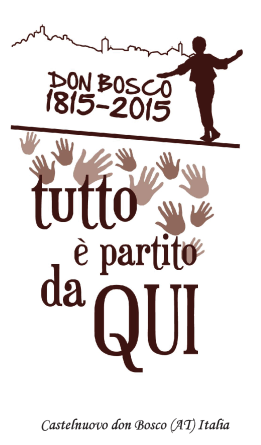 DON BOSCO
1815-2015
tutto
è partito
da
QUI
Castelnuovo don Bosco (AT) Italia